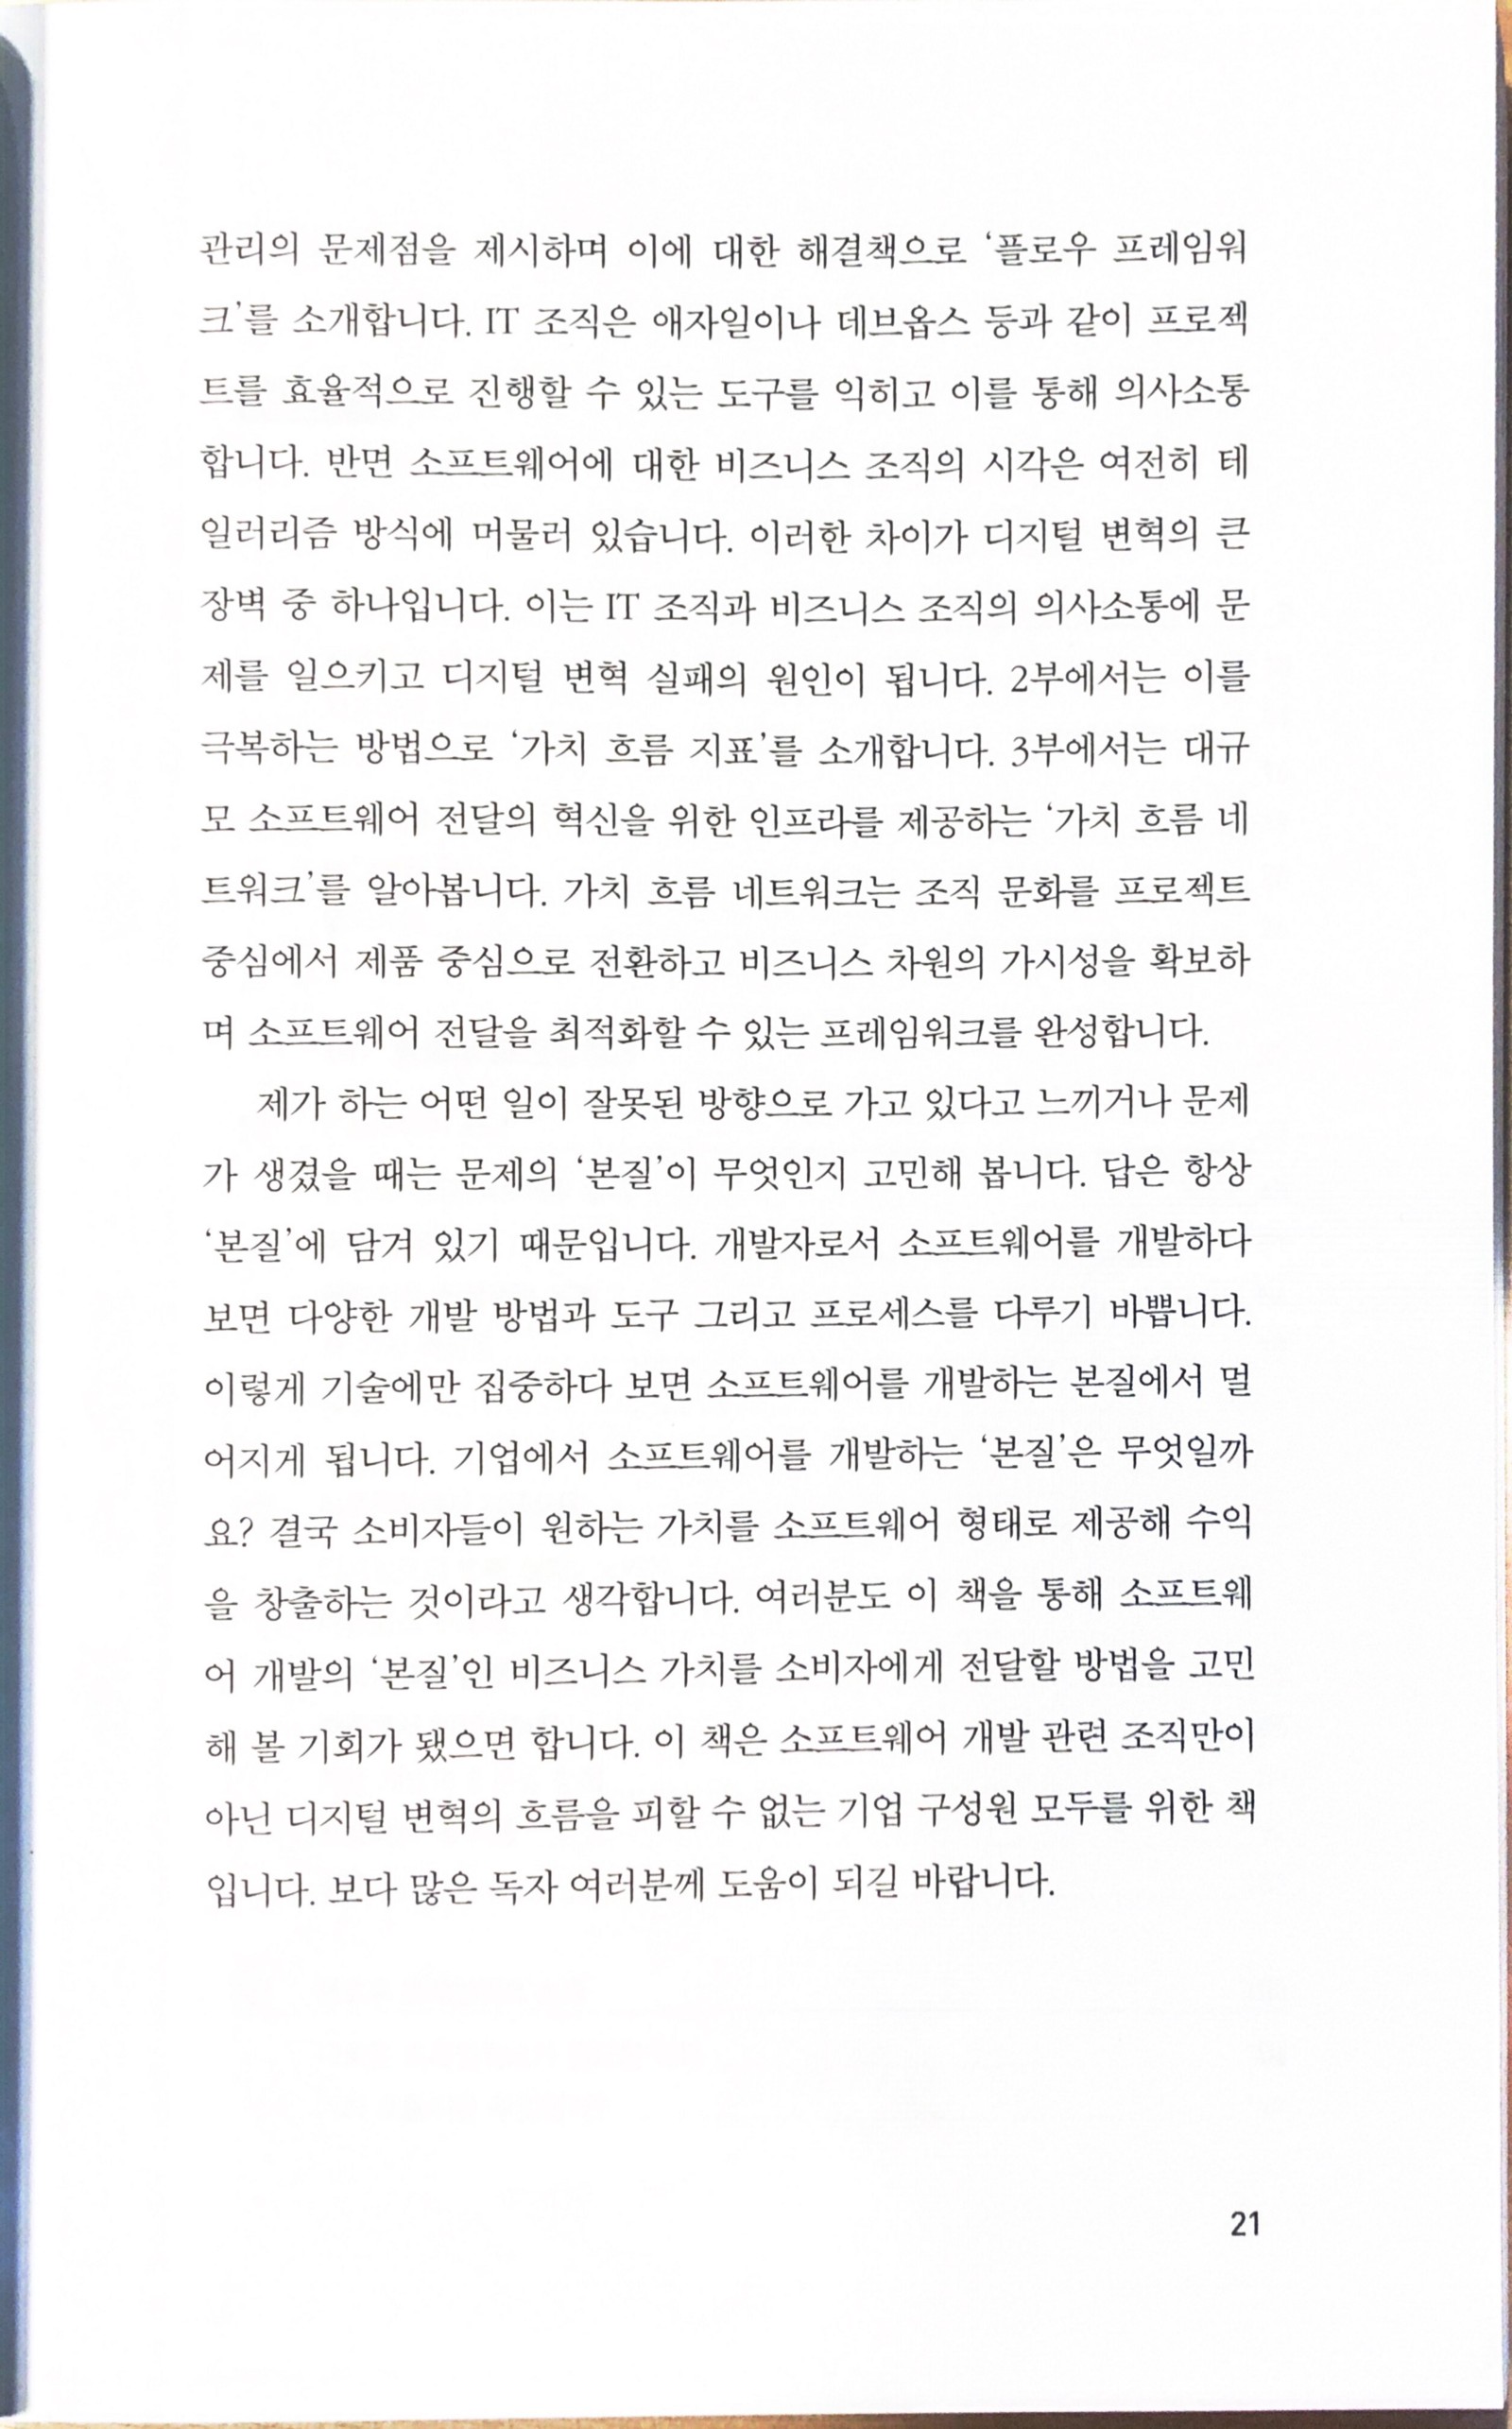 관리의 문제점을 제시하며 이에 대한 해결책으로 ‘플로우 프레임워
크’를 소개합니다. IT 조직은 애자일이나 데브옵스 등과 같이 프로젝
트를 효율적으로 진행할 수 있는 도구를 익히고 이를 통해 의사소통
합니다. 반면 소프트웨어에 대한 비즈니스 조직의 시각은 여전히 테
일러리즘 방식에 머물러 있습니다. 이러한 차이가 디지털 변혁의 큰
장벽 중 하나입니다. 이는 IT 조직과 비즈니스 조직의 의사소통에 문
제를 일으키고 디지털 변혁 실패의 원인이 됩니다. 2부에서는 이를
극복하는 방법으로 ‘가치 흐름 지표’를 소개합니다. 3부에서는 대규
모 소프트웨어 전달의 혁신을 위한 인프라를 제공하는 ‘가치 흐름 네
트워크’를 알아봅니다. 가치 흐름 네트워크는 조직 문화를 프로젝트
중심에서 제품 중심으로 전환하고 비즈니스 차원의 가시성을 확보하
며 소프트웨어 전달을 최적화할 수 있는 프레임워크를 완성합니다.
제가 하는 어떤 일이 잘못된 방향으로 가고 있다고 느끼거나 문제
가 생겼을 때는 문제의 ‘본질’이 무엇인지 고민해 봅니다. 답은 항상
‘본질’에 담겨 있기 때문입니다. 개발자로서 소프트웨어를 개발하다
보면 다양한 개발 방법과 도구 그리고 프로세스를 다루기 바쁩니다.
이렇게 기술에만 집중하다 보면 소프트웨어를 개발하는 본질에서 멀
어지게 됩니다. 기업에서 소프트웨어를 개발하는 ‘본질’은 무엇일까
요? 결국 소비자들이 원하는 가치를 소프트웨어 형태로 제공해 수익
을 창출하는 것이라고 생각합니다. 여러분도 이 책을 통해 소프트웨
어 개발의 ‘본질’인 비즈니스 가치를 소비자에게 전달할 방법을 고민
해 볼 기회가 됐으면 합니다. 이 책은 소프트웨어 개발 관련 조직만이
아닌 디지털 변혁의 흐름을 피할 수 없는 기업 구성원 모두를 위한 책
입니다. 보다 많은 독자 여러분께 도움이 되길 바랍니다.
21